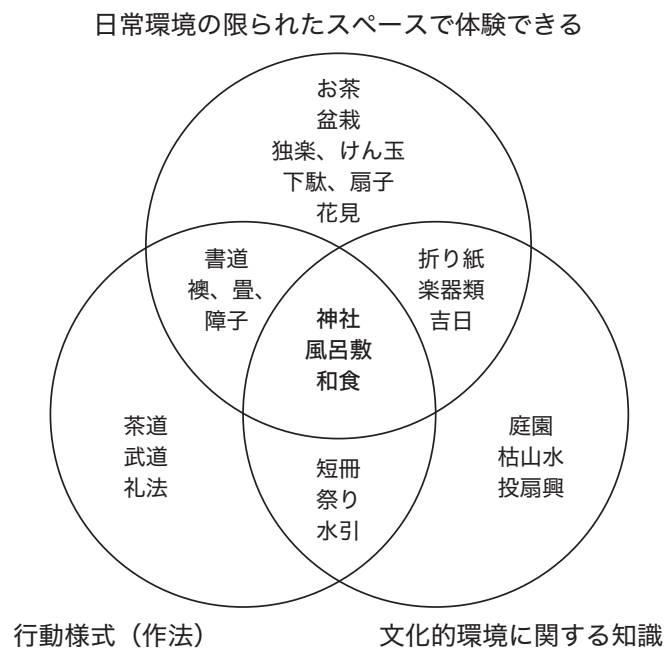 日常環境の限られたスペースで体験できる
お茶
盆栽
独楽、けん玉
下駄、扇子
花見
書道
襖、畳、
障子
神社
風呂敷
和食
折り紙
楽器類
吉日
茶道
武道
礼法
短冊
祭り
水引
庭園
枯山水
投扇興
行動様式（作法）
文化的環境に関する知識